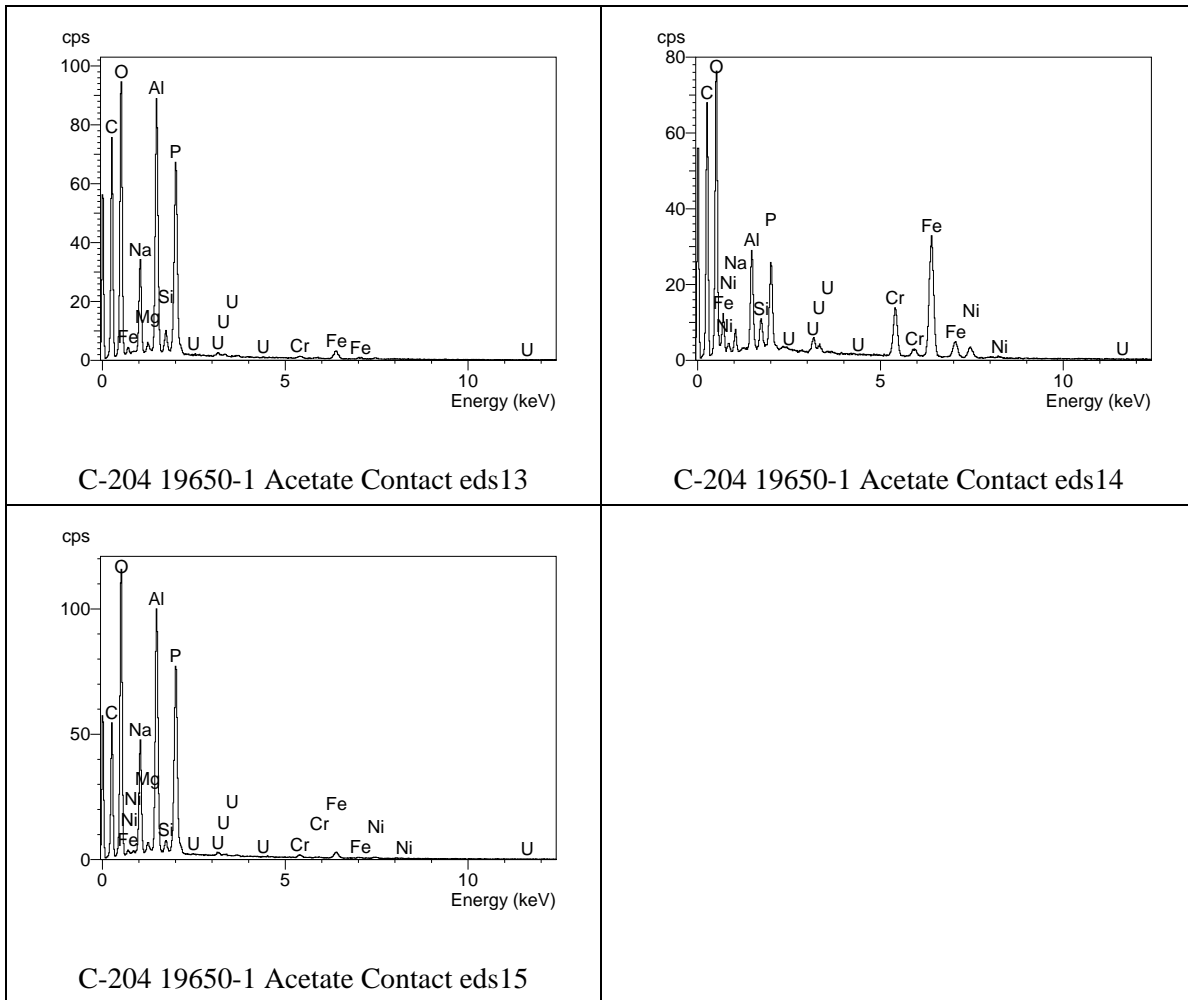 cps
100
80
60
40
20
0
O
C
Al
P
Na
Si
Mg
Fe
U
U
U
U
U
Cr
Fe
Fe
U
0
5
10
Energy (keV)
C-204 19650-1 Acetate Contact eds13
cps
80
60
40
20
0
O
C
P
Al
Na
Ni
Fe
Ni
Si
U
U
U
U
U
Cr
Cr
Fe
Fe
Ni
Ni
U
0
5
10
Energy (keV)
C-204 19650-1 Acetate Contact eds14
cps
100
50
0
O
C
Al
P
Na
Mg
Ni
Ni
Fe
Si
U
U
U
U
U
Cr
Cr
Fe
Fe
Ni
Ni
U
0
5
10
Energy (keV)
C-204 19650-1 Acetate Contact eds15